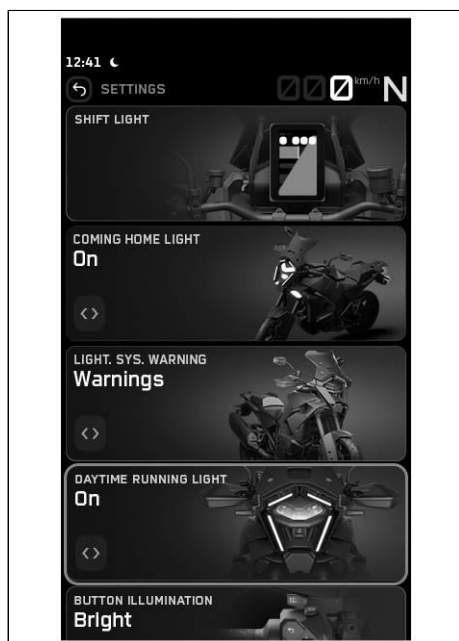 12:41
SETTINGS
000 km/h N
SHIFT LIGHT
COMING HOME LIGHT
On
LIGHT. SYS. WARNING
Warnings
DAYTIME RUNNING LIGHT
On
BUTTON ILLUMINATION
Bright